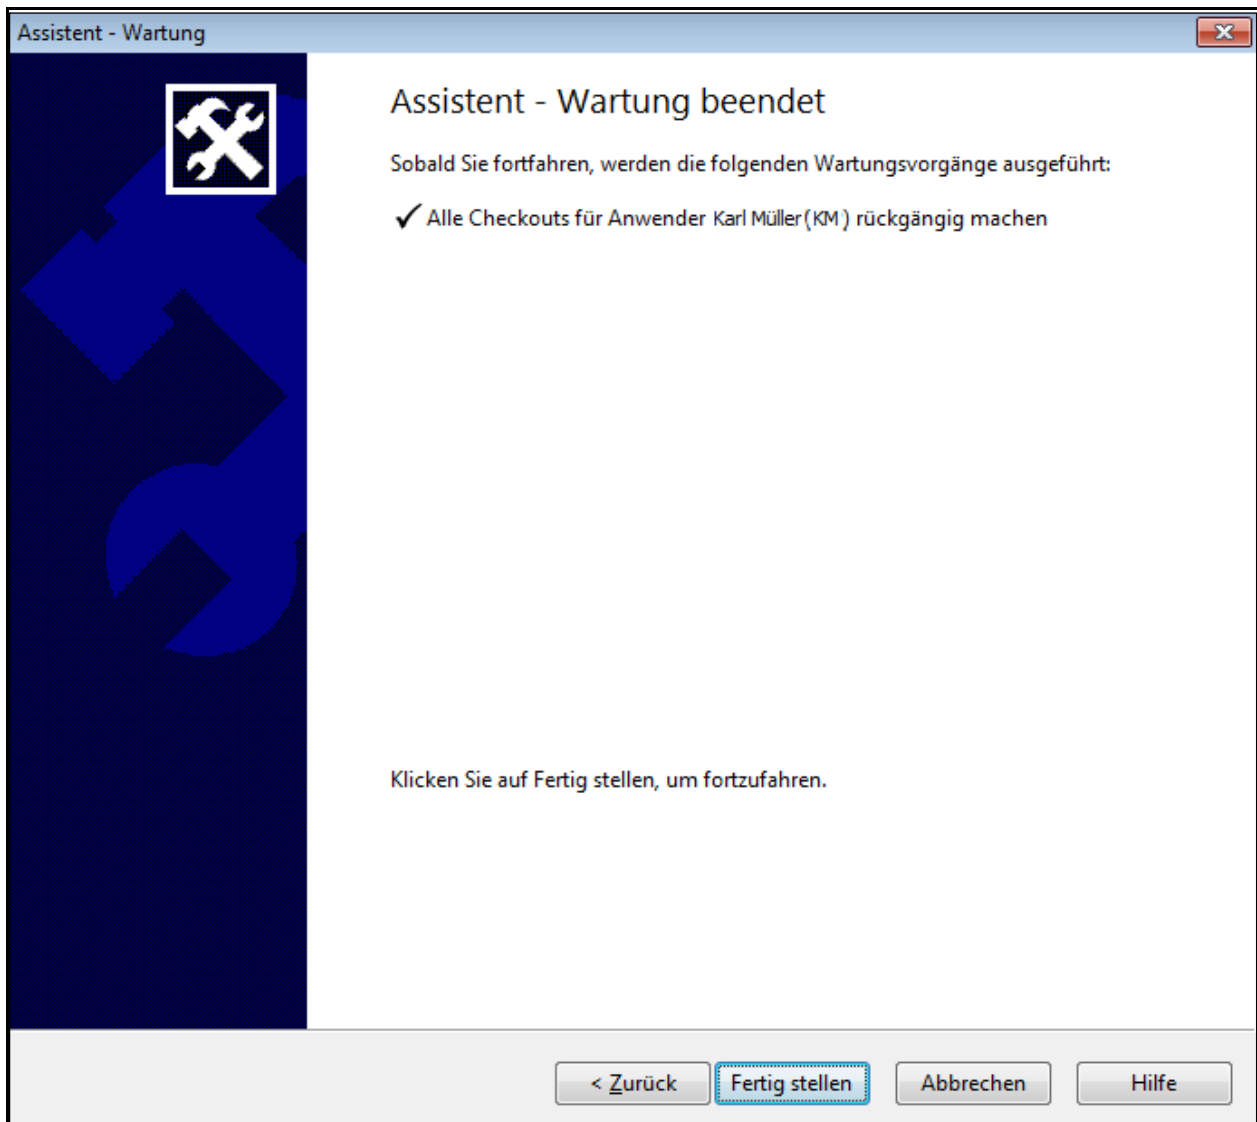 Assistent - Wartung
Assistent - Wartung beendet
Sobald Sie fortfahren, werden die folgenden Wartungsvorgänge ausgeführt:
Alle Checkouts für Anwender Karl Müller (KM) rückgängig machen
Klicken Sie auf Fertig stellen, um fortzufahren.
< Zurück Fertig stellen Abbrechen Hilfe